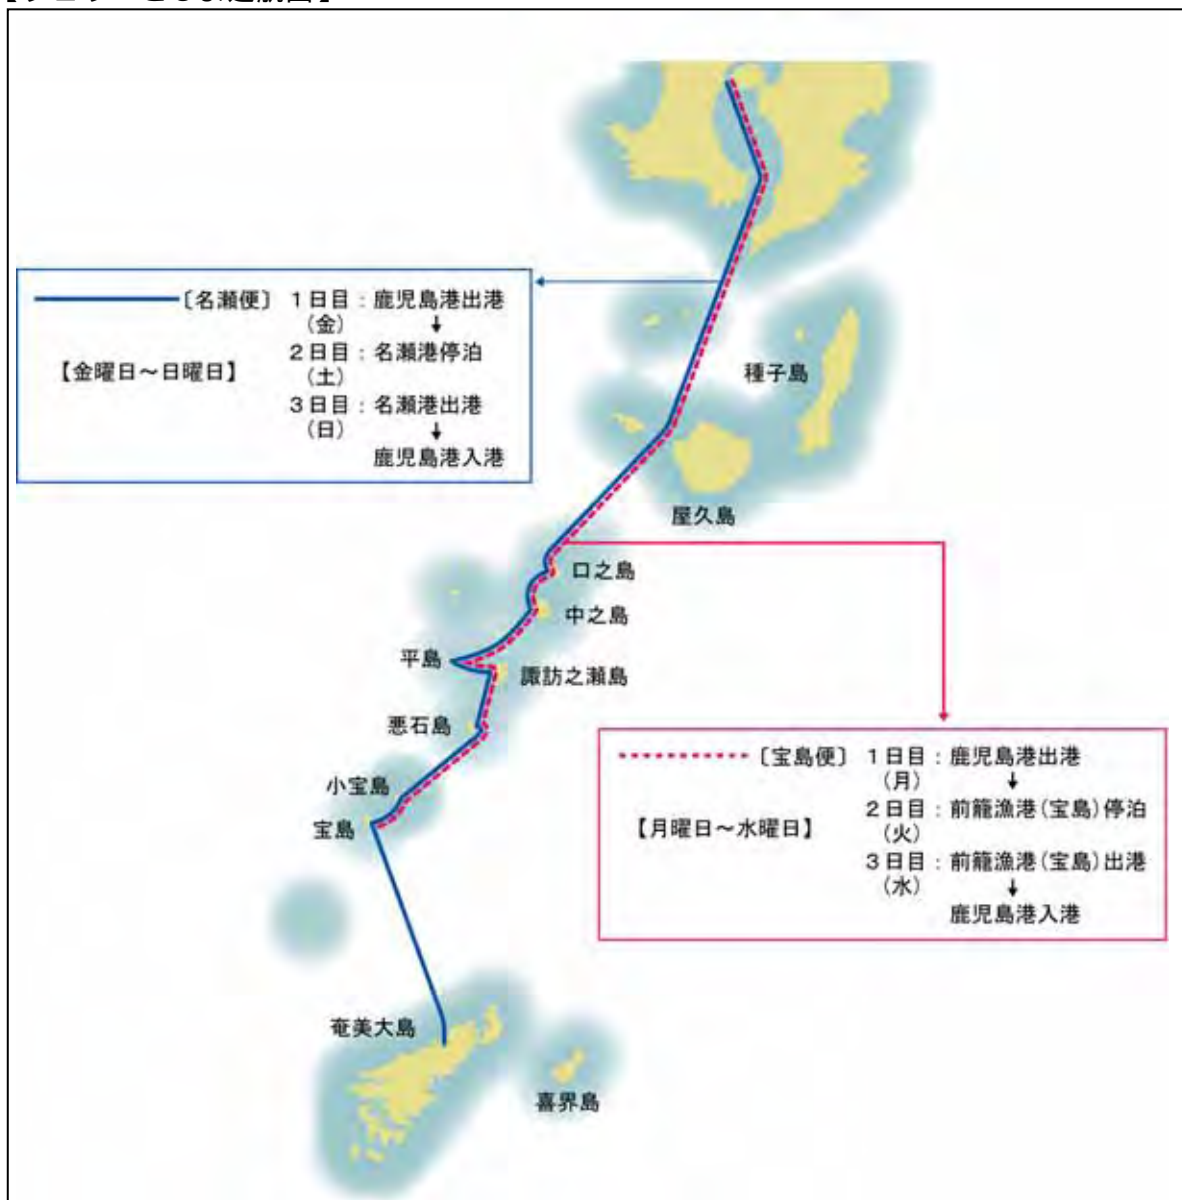 〔名瀬便〕 1日目：鹿児島港出港
(金) ↓
【金曜日～日曜日】 2日目：名瀬港停泊
(土)
3日目：名瀬港出港
(日) ↓
鹿児島港入港
種子島
屋久島
口之島
中之島
平島
諏訪之瀬島
悪石島
小宝島
宝島
〔宝島便〕 1日目：鹿児島港出港
(月) ↓
2日目：前籠漁港(宝島)停泊
【月曜日～水曜日】 (火)
3日目：前籠漁港(宝島)出港
(水) ↓
鹿児島港入港
奄美大島
喜界島